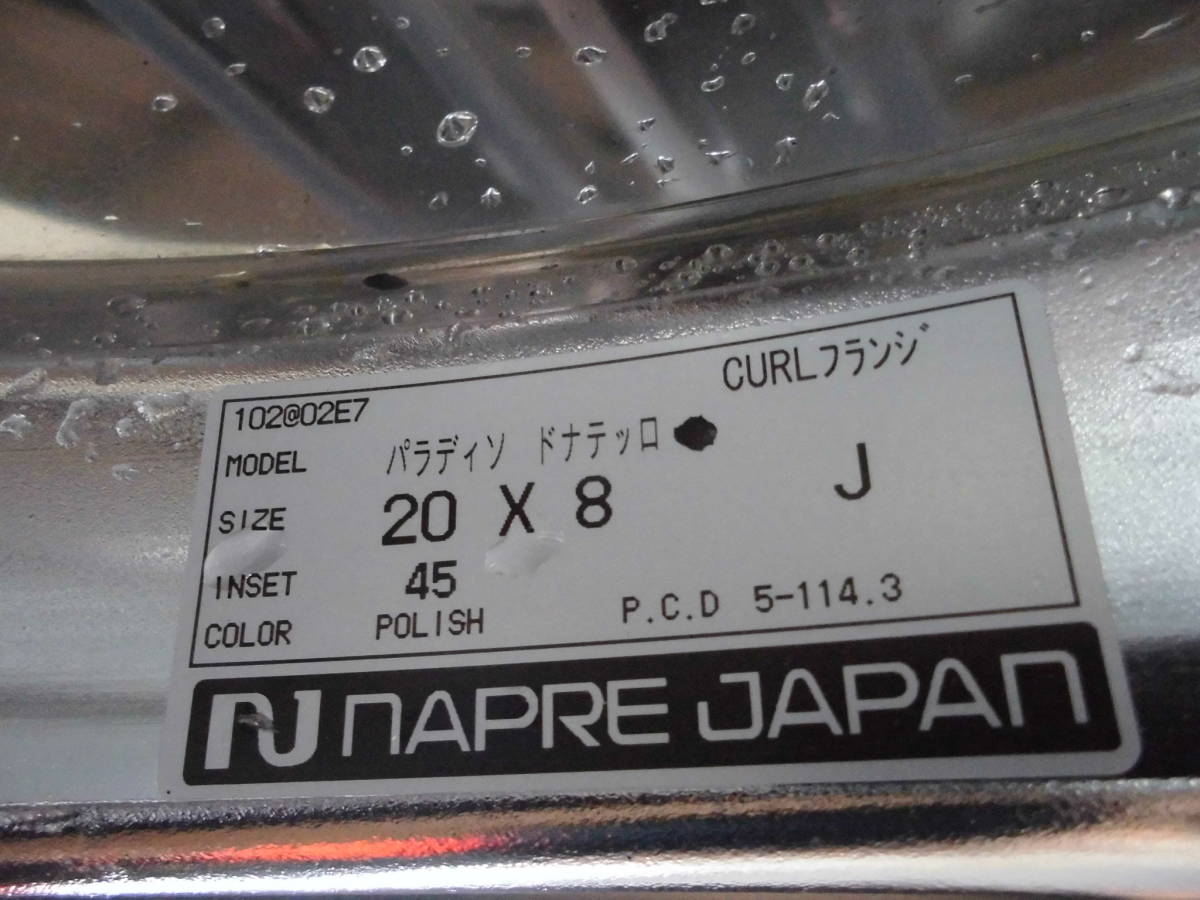 CURLフランジ
102@02E7
MODEL パラディソ ドナテッロ●
SIZE 20 X 8 J
INSET 45
COLOR POLISH P.C.D 5-114.3
NAPRE JAPAN